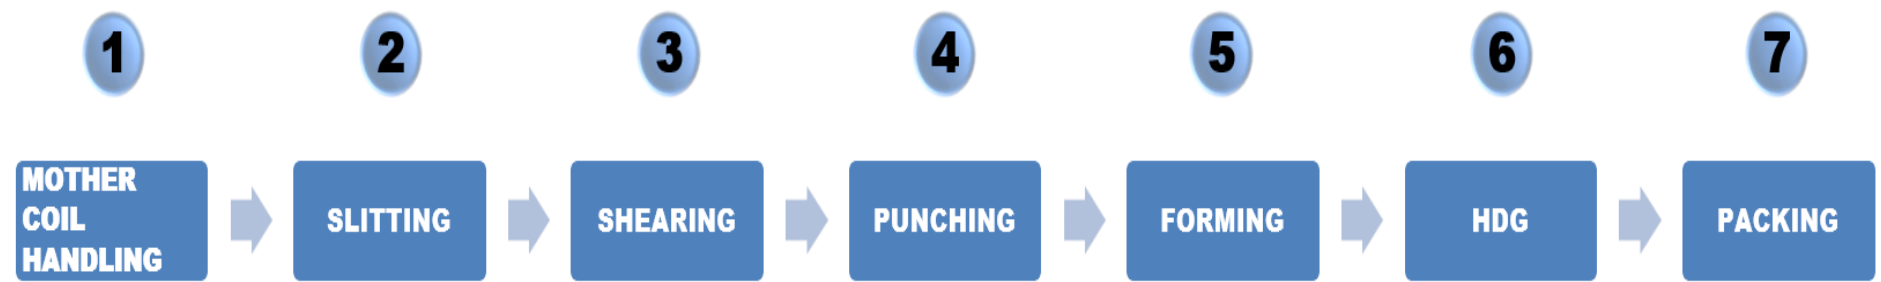 1
2
3
4
5
6
7
MOTHER
COIL
HANDLING
SLITTING
SHEARING
PUNCHING
FORMING
HDG
PACKING